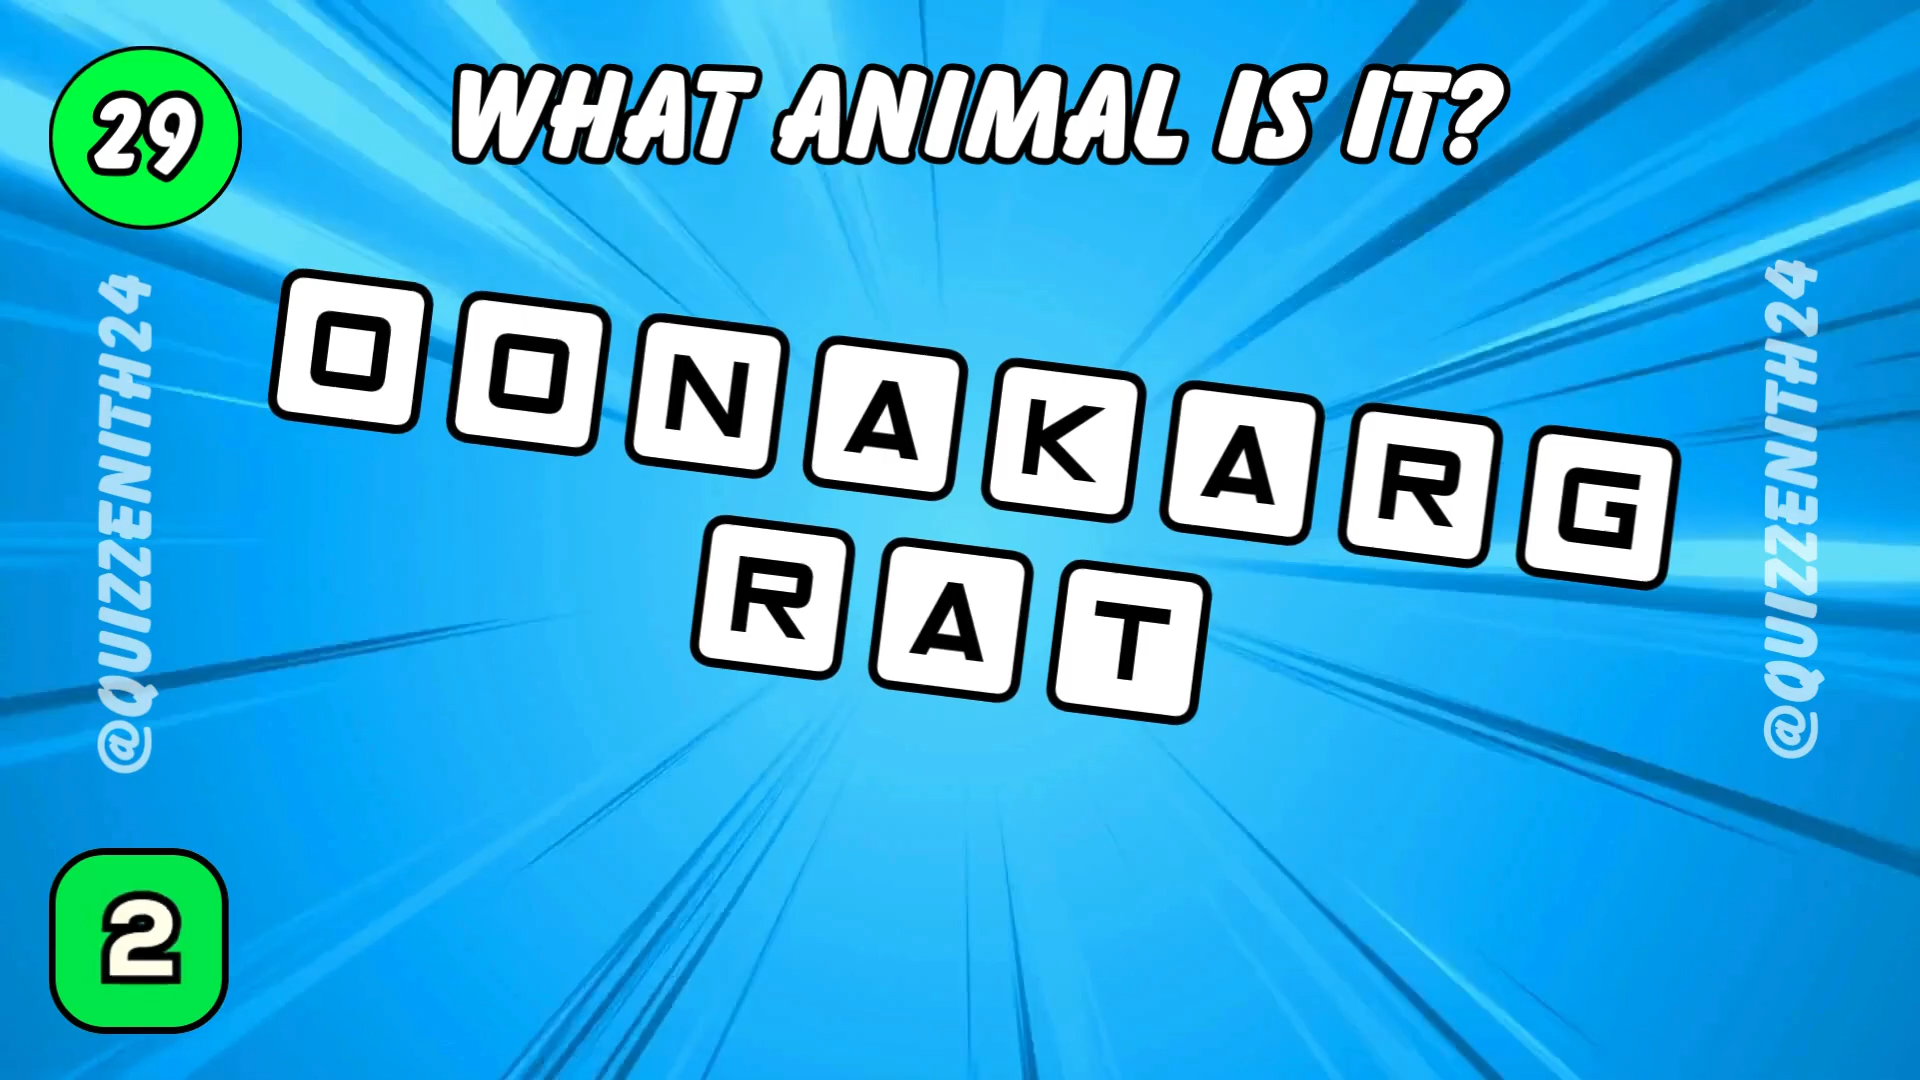 29
WHAT ANIMAL IS IT?
@QUIZZENITH24
@QUIZZENITH24
OONAKARG
RAT
2